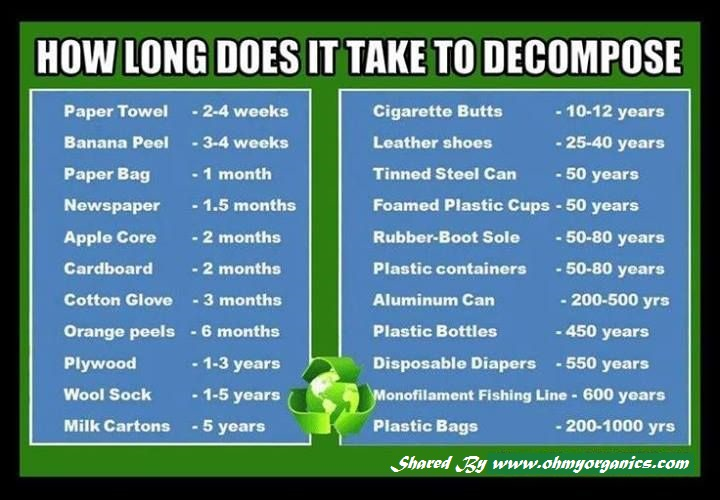 HOW LONG DOES IT TAKE TO DECOMPOSE
Paper Towel - 2-4 weeks
Banana Peel - 3-4 weeks
Paper Bag - 1 month
Newspaper - 1.5 months
Apple Core - 2 months
Cardboard - 2 months
Cotton Glove - 3 months
Orange peels - 6 months
Plywood - 1-3 years
Wool Sock - 1-5 years
Milk Cartons - 5 years
Cigarette Butts - 10-12 years
Leather shoes - 25-40 years
Tinned Steel Can - 50 years
Foamed Plastic Cups - 50 years
Rubber-Boot Sole - 50-80 years
Plastic containers - 50-80 years
Aluminum Can - 200-500 yrs
Plastic Bottles - 450 years
Disposable Diapers - 550 years
Monofilament Fishing Line - 600 years
Plastic Bags - 200-1000 yrs
Shared By www.ohmyorganics.com